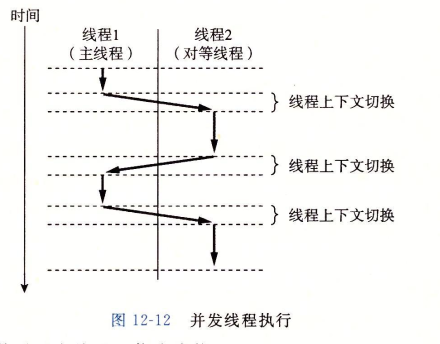 时间
线程1
（主线程）
线程2
（对等线程）
线程上下文切换
线程上下文切换
线程上下文切换
图 12-12 并发线程执行